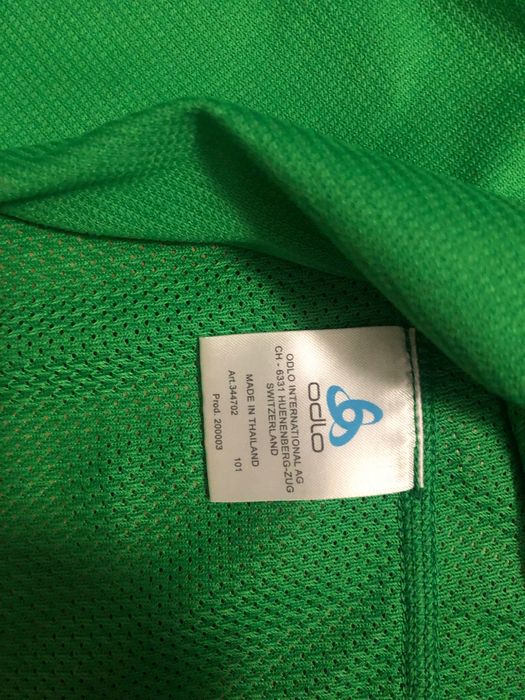 odlo
ODLO INTERNATIONAL AG
CH - 6331 HUENENBERG-ZUG
SWITZERLAND
MADE IN THAILAND
101
Art.344702
Prod. 200003